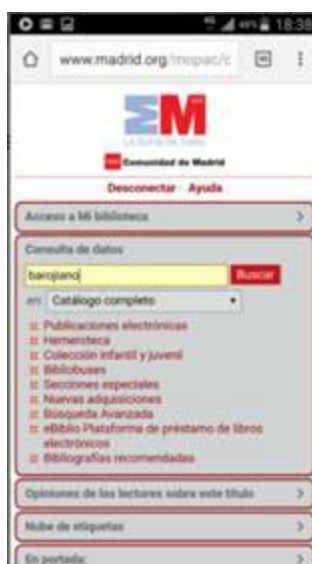 18:38
www.madrid.org/mopac/c
EM
La Suma de Todos
Comunidad de Madrid
Desconectar Ayuda
Acceso a Mi biblioteca
Consulta de datos
barojiano
Buscar
en: Catálogo completo
Publicaciones electrónicas
Hemeroteca
Colección infantil y juvenil
Bibliobuses
Secciones especiales
Nuevas adquisiciones
Búsqueda Avanzada
eBiblio Plataforma de préstamo de libros
electrónicos
Bibliografías recomendadas
Opiniones de los lectores sobre este título
Nube de etiquetas
En portada: